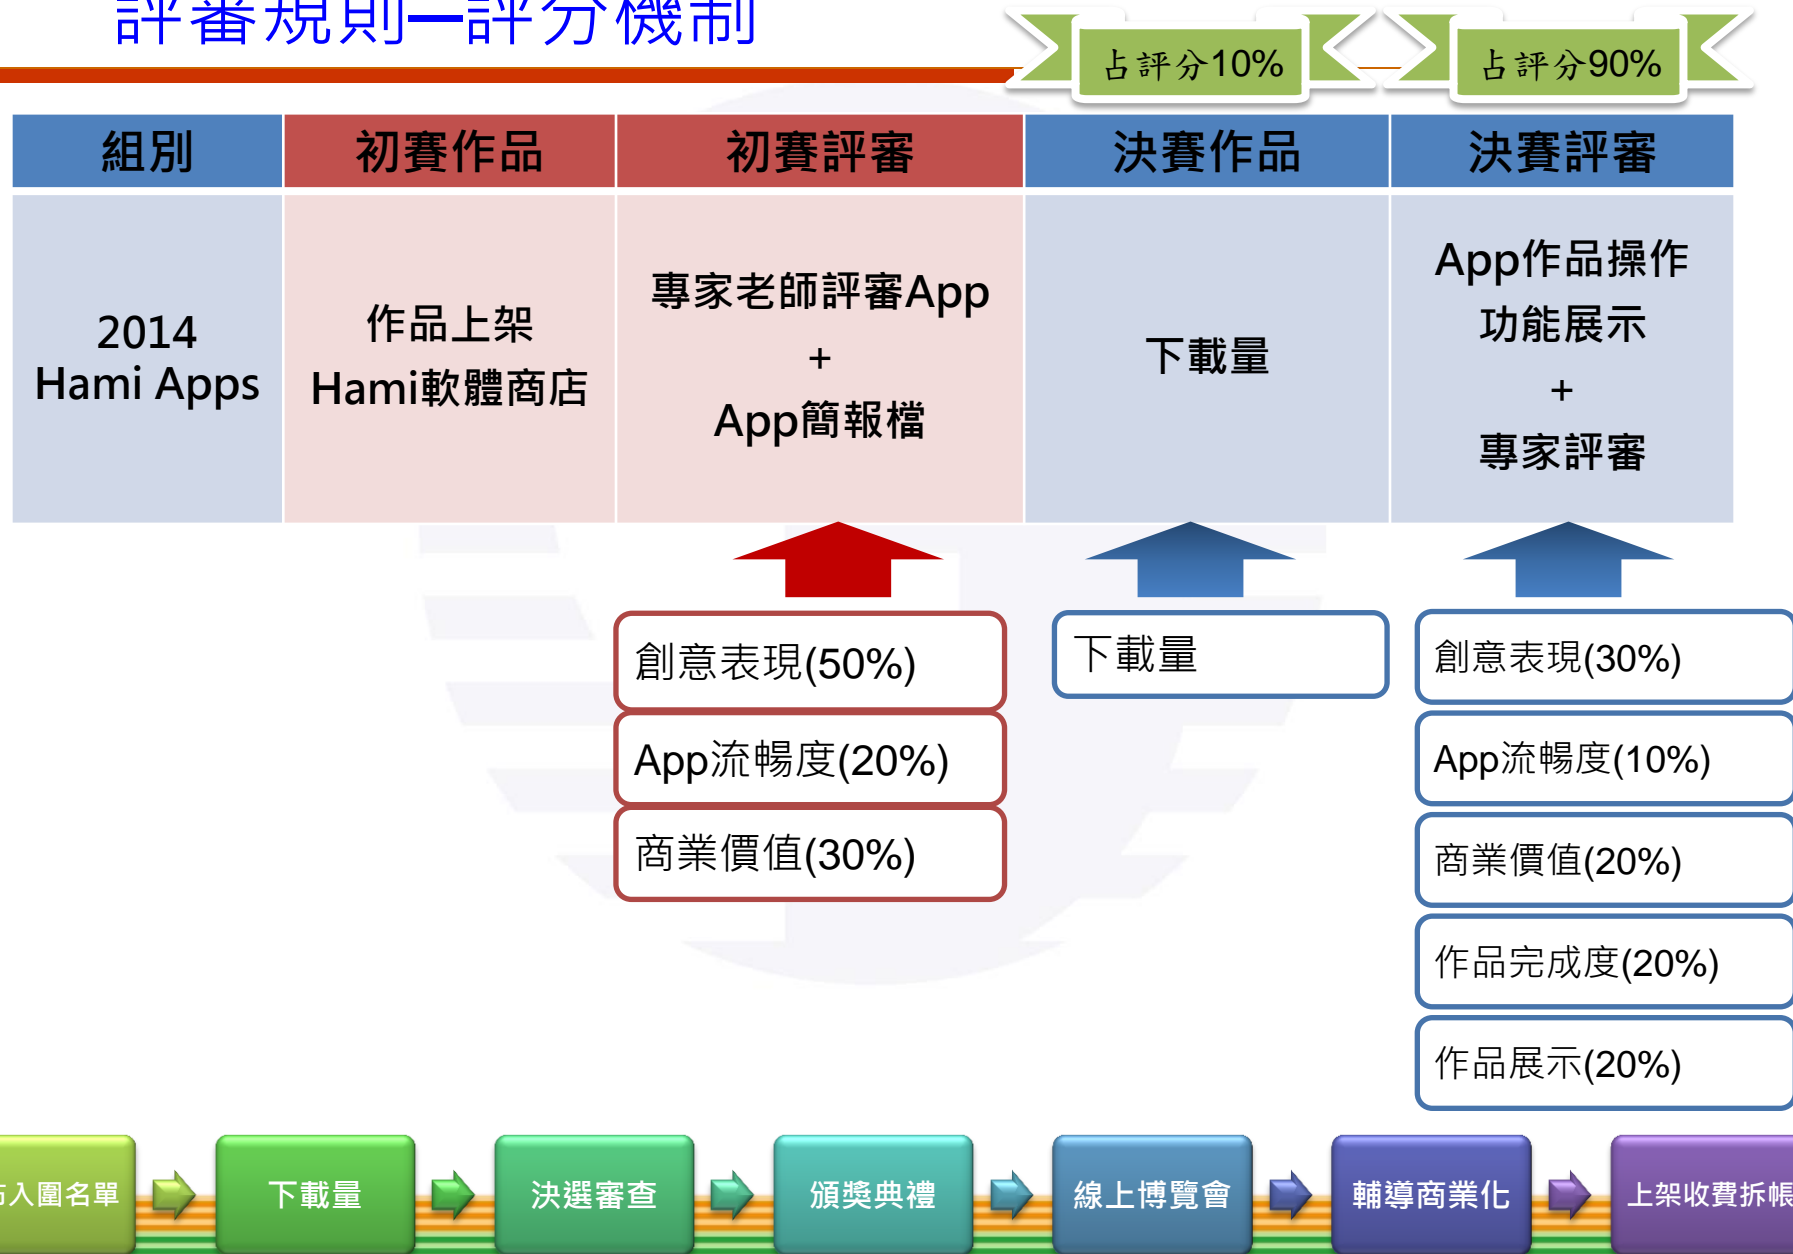 評審規則—評分機制
占評分10%
占評分90%
組別
初賽作品
初賽評審
決賽作品
決賽評審
2014
Hami Apps
作品上架
Hami軟體商店
專家老師評審App
+
App簡報檔
下載量
App作品操作
功能展示
+
專家評審
創意表現(50%)
App流暢度(20%)
商業價值(30%)
下載量
創意表現(30%)
App流暢度(10%)
商業價值(20%)
作品完成度(20%)
作品展示(20%)
入圍名單
下載量
決選審查
頒獎典禮
線上博覽會
輔導商業化
上架收費拆帳